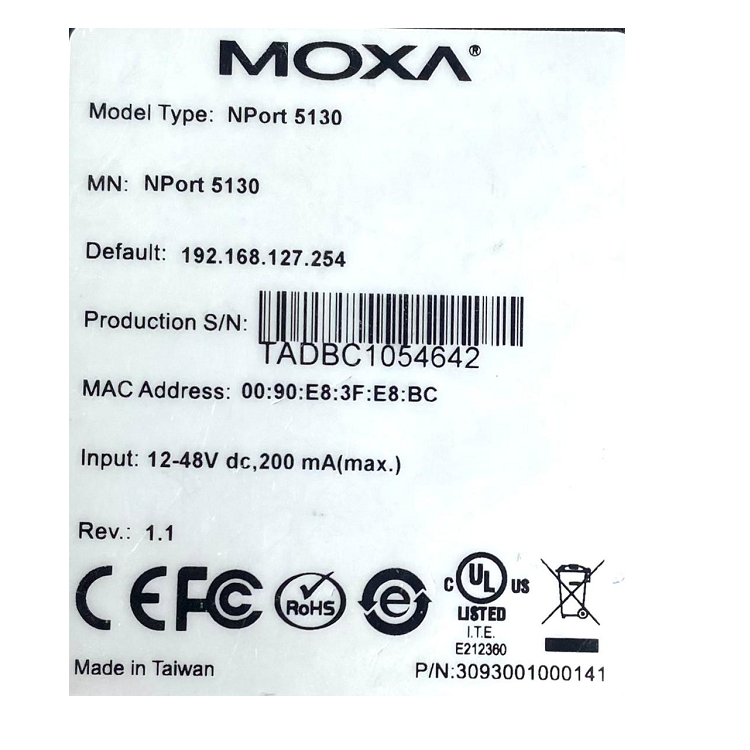 MOXA®
Model Type: NPort 5130
MN: NPort 5130
Default: 192.168.127.254
Production S/N:
TADBC1054642
MAC Address: 00:90:E8:3F:E8:BC
Input: 12-48V dc,200 mA(max.)
Rev.: 1.1
CE FC RoHS e c UL US
LISTED
I.T.E.
E212360
Made in Taiwan P/N:3093001000141